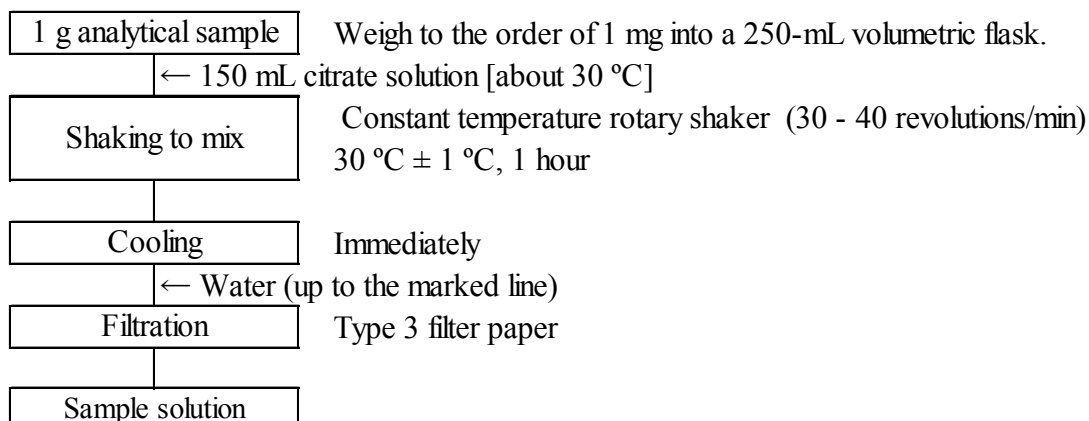 1 g analytical sample Weigh to the order of 1 mg into a 250-mL volumetric flask.
← 150 mL citrate solution [about 30 ºC]
Shaking to mix
Constant temperature rotary shaker (30 - 40 revolutions/min)
30 ºC ± 1 ºC, 1 hour
Cooling Immediately
← Water (up to the marked line)
Filtration Type 3 filter paper
Sample solution